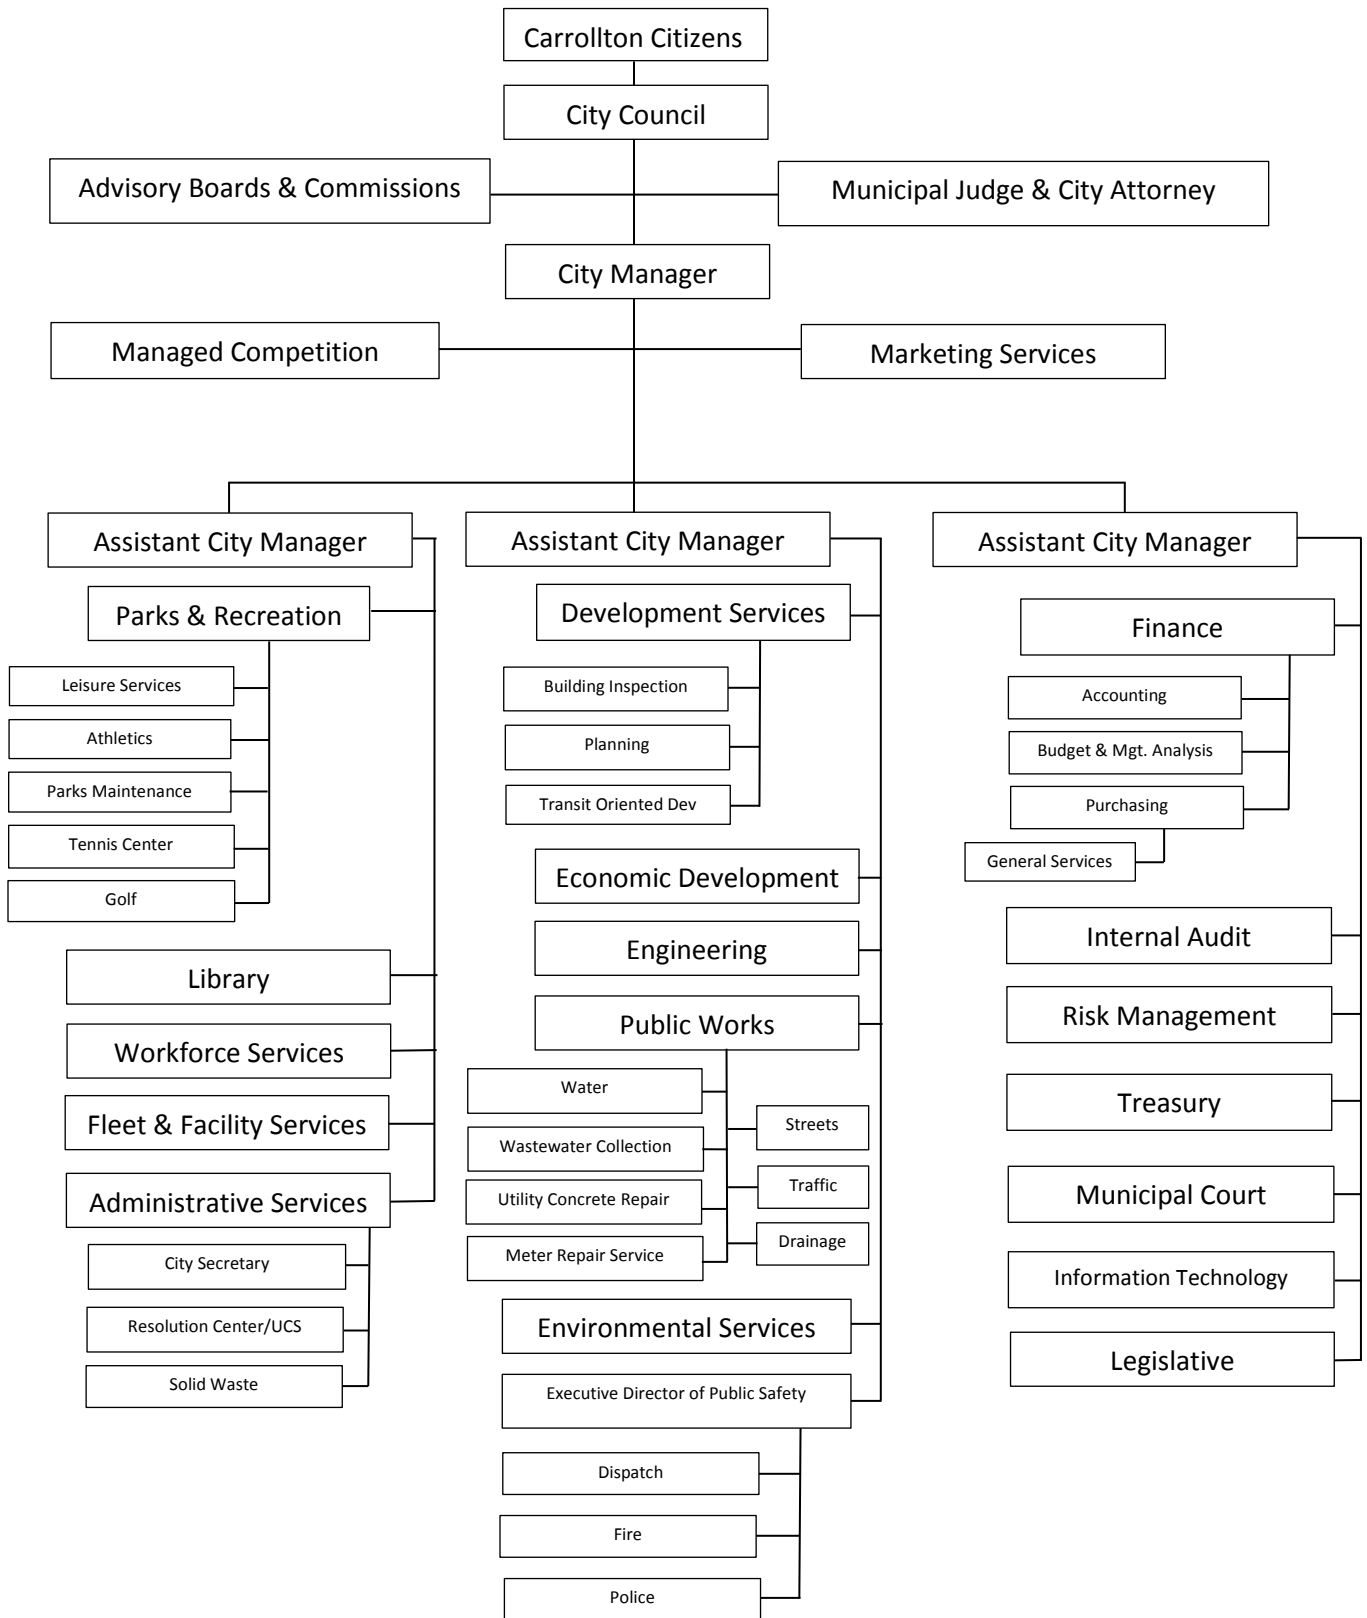 Carrollton Citizens
City Council
Advisory Boards & Commissions
Municipal Judge & City Attorney
City Manager
Managed Competition
Marketing Services
Assistant City Manager
Parks & Recreation
Leisure Services
Athletics
Parks Maintenance
Tennis Center
Golf
Library
Workforce Services
Fleet & Facility Services
Administrative Services
City Secretary
Resolution Center/UCS
Solid Waste
Assistant City Manager
Development Services
Building Inspection
Planning
Transit Oriented Dev
Economic Development
Engineering
Public Works
Water
Wastewater Collection
Utility Concrete Repair
Meter Repair Service
Streets
Traffic
Drainage
Environmental Services
Executive Director of Public Safety
Dispatch
Fire
Police
Assistant City Manager
Finance
Accounting
Budget & Mgt. Analysis
Purchasing
General Services
Internal Audit
Risk Management
Treasury
Municipal Court
Information Technology
Legislative